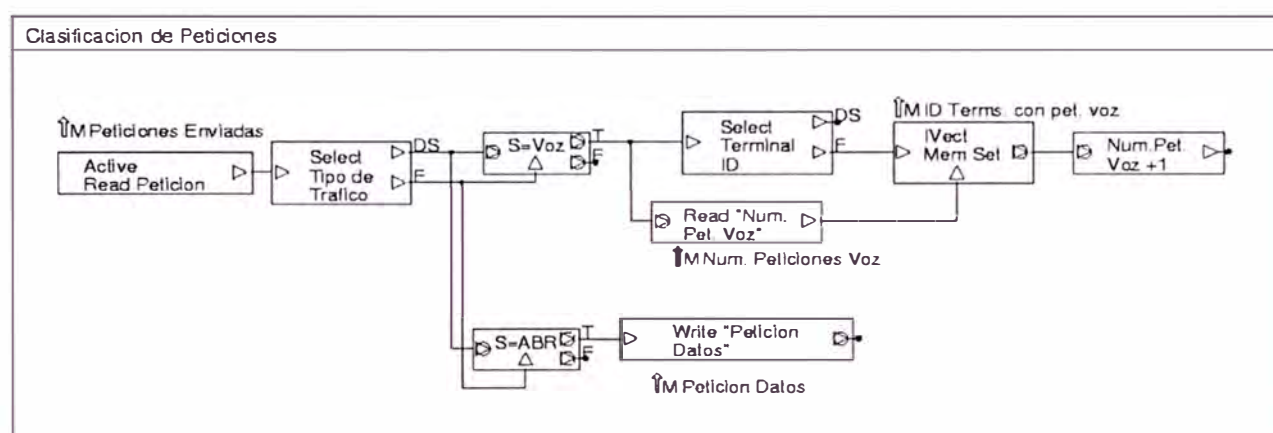 Clasificacion de Peticiones
⇑M Peticiones Enviadas
Active
Read Peticion
Select
Tipo de
Trafico
DS
F
S=Voz
T
F
Select
Terminal
ID
DS
F
⇑M ID Terms. con pet. voz
IVect
Mem Set
Num.Pet.
Voz +1
Read "Num.
Pet. Voz"
⇑M Num. Peticiones Voz
S=ABR
T
F
Write "Peticion
Datos"
⇑M Peticion Datos